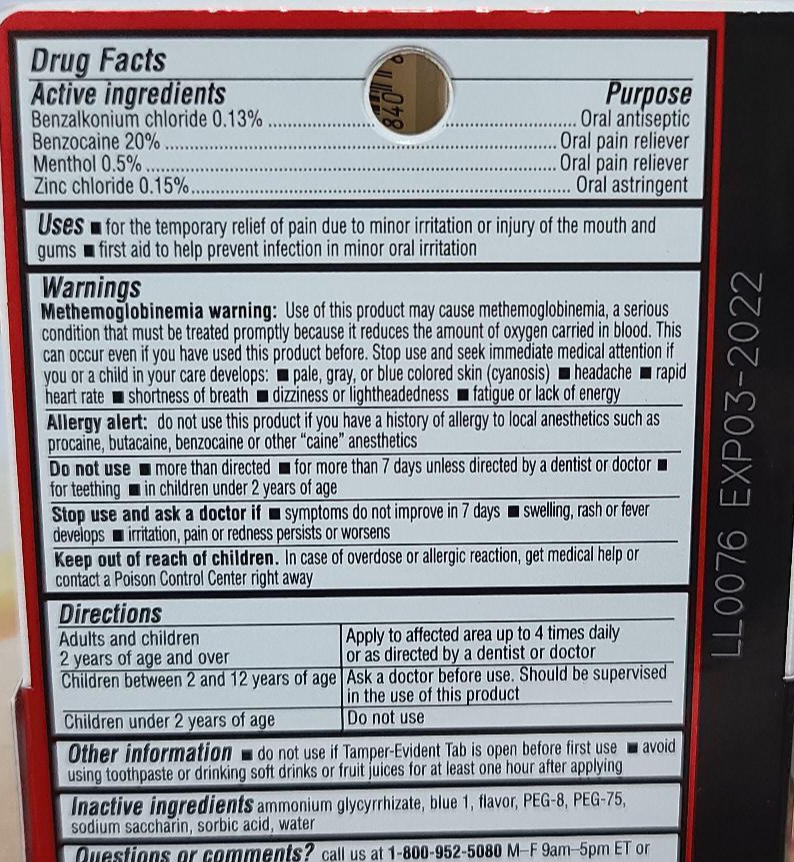 Drug Facts
Active ingredients Purpose
Benzalkonium chloride 0.13% ........ Oral antiseptic
Benzocaine 20% ........ Oral pain reliever
Menthol 0.5% ........ Oral pain reliever
Zinc chloride 0.15% ........ Oral astringent
Uses ■ for the temporary relief of pain due to minor irritation or injury of the mouth and
gums ■ first aid to help prevent infection in minor oral irritation
Warnings
Methemoglobinemia warning: Use of this product may cause methemoglobinemia, a serious
condition that must be treated promptly because it reduces the amount of oxygen carried in blood. This
can occur even if you have used this product before. Stop use and seek immediate medical attention if
you or a child in your care develops: ■ pale, gray, or blue colored skin (cyanosis) ■ headache ■ rapid
heart rate ■ shortness of breath ■ dizziness or lightheadedness ■ fatigue or lack of energy
Allergy alert: do not use this product if you have a history of allergy to local anesthetics such as
procaine, butacaine, benzocaine or other "caine" anesthetics
Do not use ■ more than directed ■ for more than 7 days unless directed by a dentist or doctor ■
for teething ■ in children under 2 years of age
Stop use and ask a doctor if ■ symptoms do not improve in 7 days ■ swelling, rash or fever
develops ■ irritation, pain or redness persists or worsens
Keep out of reach of children. In case of overdose or allergic reaction, get medical help or
contact a Poison Control Center right away
Directions
Adults and children Apply to affected area up to 4 times daily
2 years of age and over or as directed by a dentist or doctor
Children between 2 and 12 years of age Ask a doctor before use. Should be supervised
in the use of this product
Children under 2 years of age Do not use
Other information ■ do not use if Tamper-Evident Tab is open before first use ■ avoid
using toothpaste or drinking soft drinks or fruit juices for at least one hour after applying
Inactive ingredients ammonium glycyrrhizate, blue 1, flavor, PEG-8, PEG-75,
sodium saccharin, sorbic acid, water
Questions or comments? call us at 1-800-952-5080 M–F 9am–5pm ET or
LL0076 EXP03-2022
840